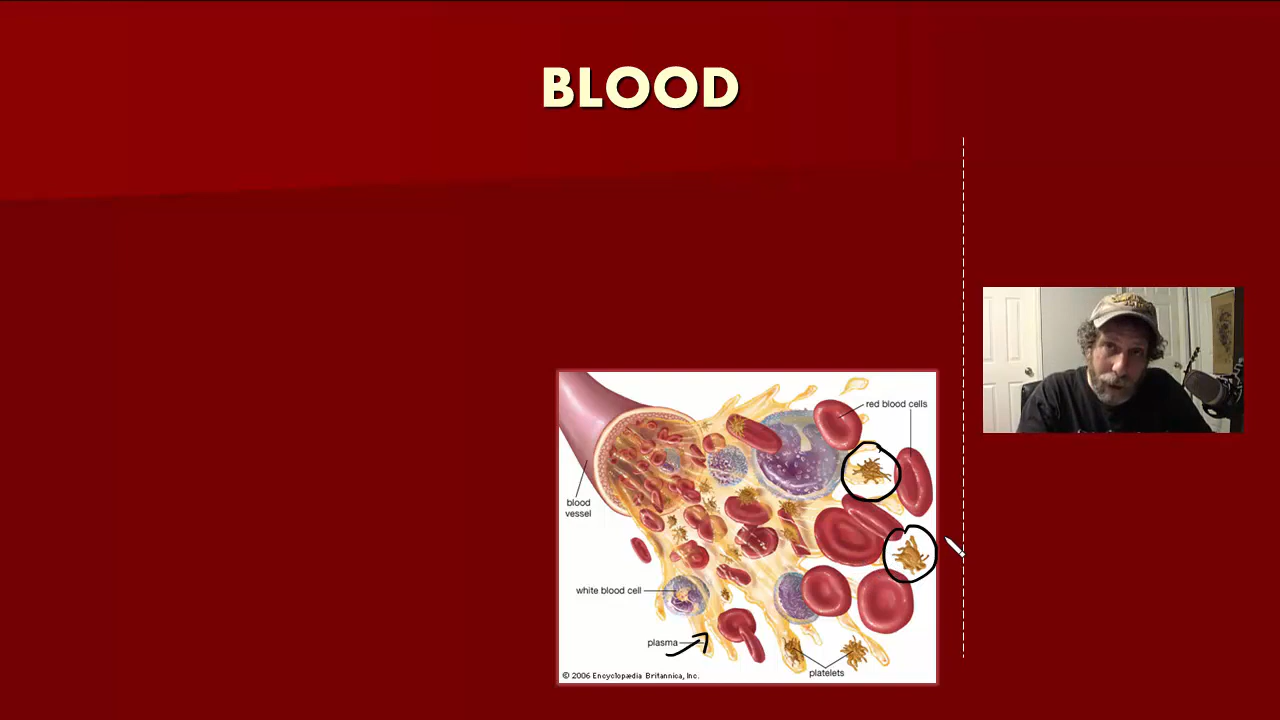 BLOOD
red blood cells
blood
vessel
white blood cell
plasma
platelets
© 2006 Encyclopædia Britannica, Inc.